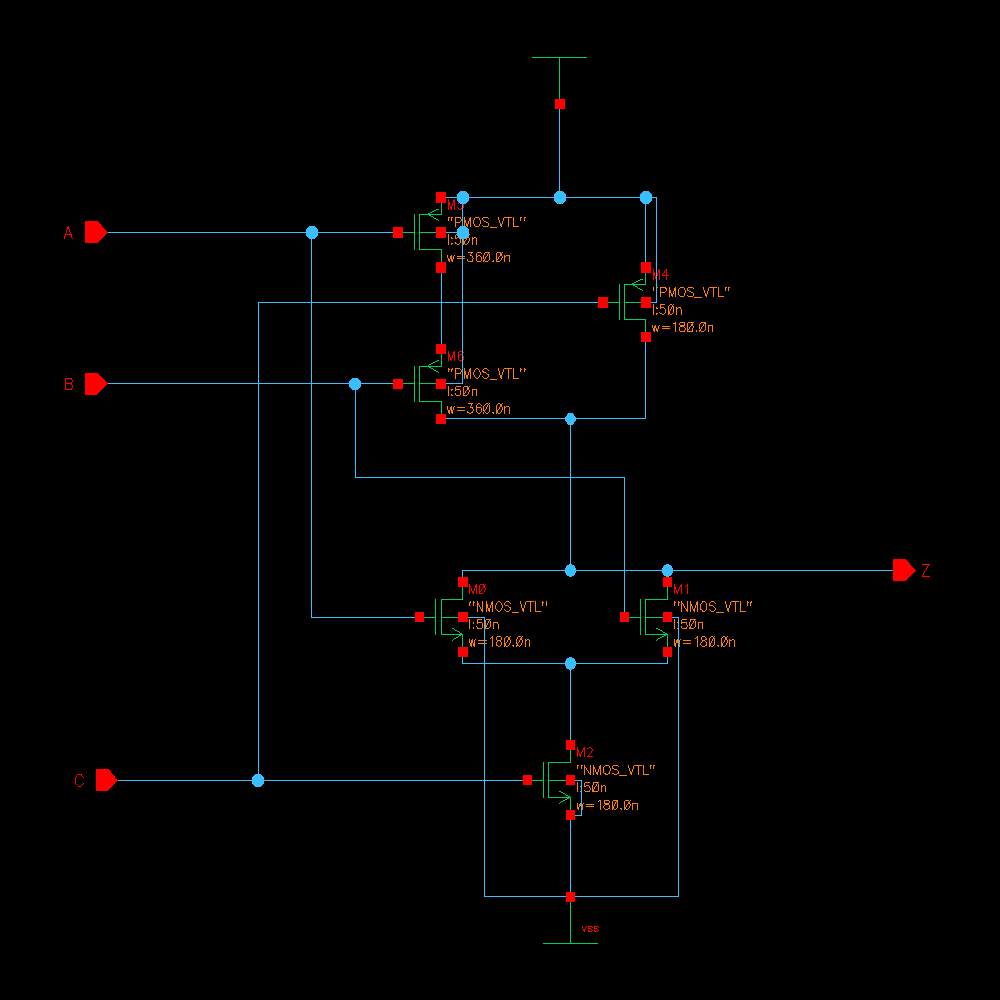 A
"PMOS_VTL"
l:50n
w=360.0n
M4
"PMOS_VTL"
l:50n
w=180.0n
M6
B
"PMOS_VTL"
l:50n
w=360.0n
Z
M0
"NMOS_VTL"
l:50n
w=180.0n
M1
"NMOS_VTL"
l:50n
w=180.0n
M2
C
"NMOS_VTL"
l:50n
w=180.0n
VSS